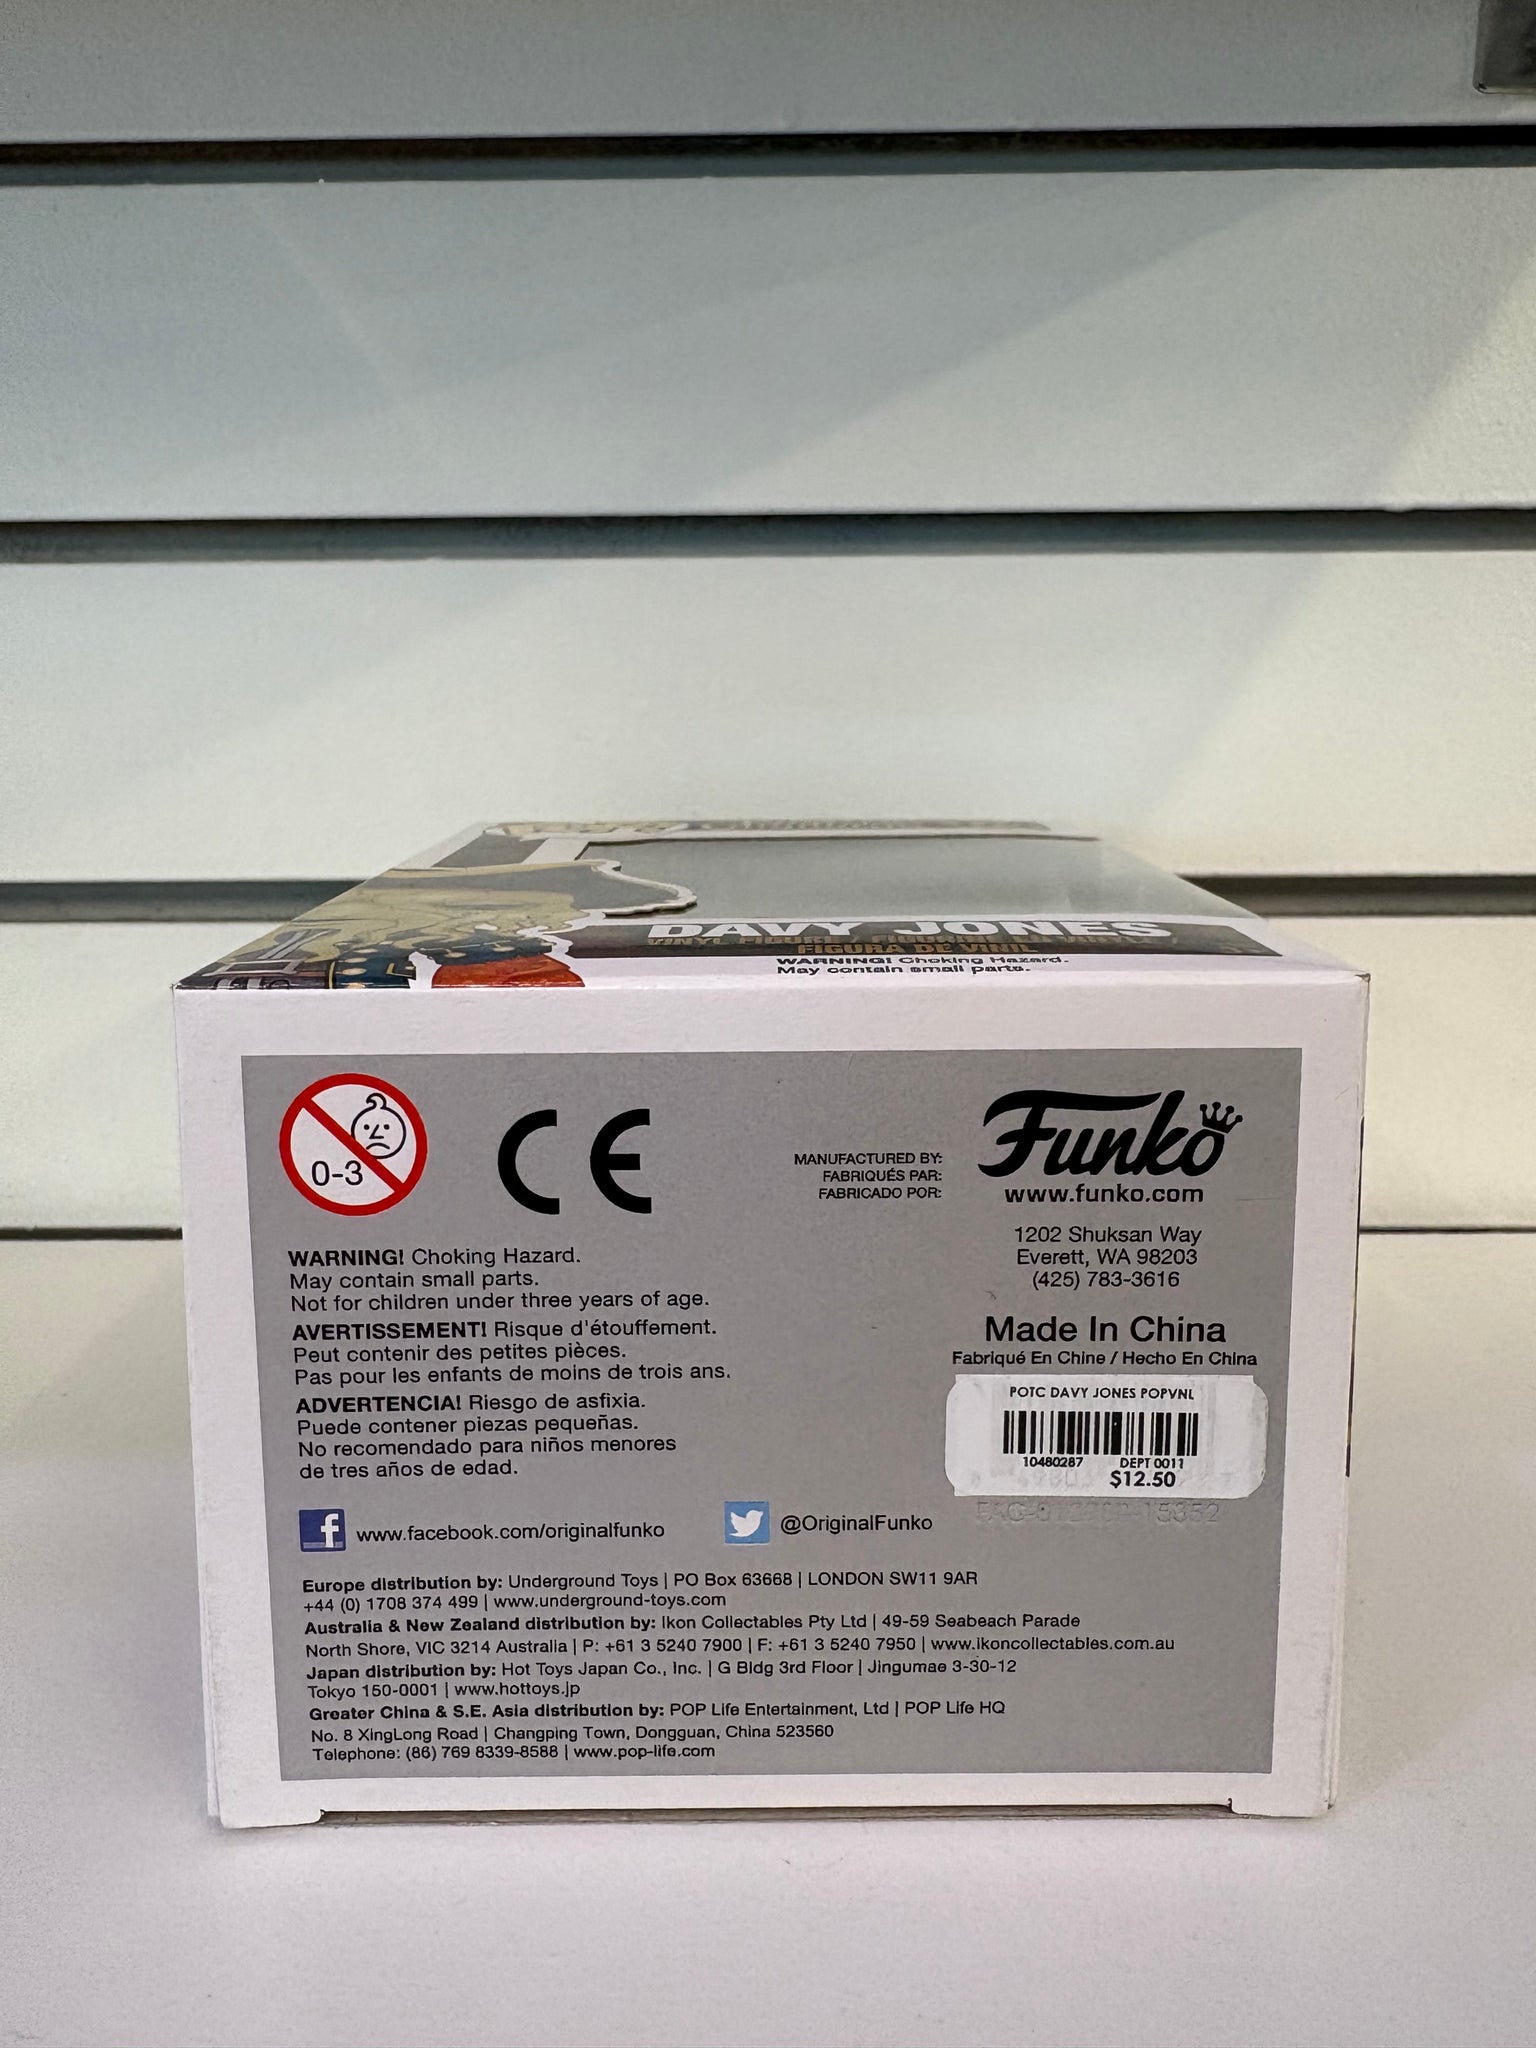 DAVY JONES
FIGURA DE VINIL
WARNING! Choking Hazard.
May contain small parts.
0-3
CE
MANUFACTURED BY:
FABRIQUÉS PAR:
FABRICADO POR:
Funko
www.funko.com
1202 Shuksan Way
Everett, WA 98203
(425) 783-3616
Made In China
Fabriqué En Chine / Hecho En China
WARNING! Choking Hazard.
May contain small parts.
Not for children under three years of age.
AVERTISSEMENT! Risque d'étouffement.
Peut contenir des petites pièces.
Pas pour les enfants de moins de trois ans.
ADVERTENCIA! Riesgo de asfixia.
Puede contener piezas pequeñas.
No recomendado para niños menores
de tres años de edad.
POTC DAVY JONES POPVNL
10480287 DEPT 0011
$12.50
www.facebook.com/originalfunko
@OriginalFunko
Europe distribution by: Underground Toys | PO Box 63668 | LONDON SW11 9AR
+44 (0) 1708 374 499 | www.underground-toys.com
Australia & New Zealand distribution by: Ikon Collectables Pty Ltd | 49-59 Seabeach Parade
North Shore, VIC 3214 Australia | P: +61 3 5240 7900 | F: +61 3 5240 7950 | www.ikoncollectables.com.au
Japan distribution by: Hot Toys Japan Co., Inc. | G Bldg 3rd Floor | Jingumae 3-30-12
Tokyo 150-0001 | www.hottoys.jp
Greater China & S.E. Asia distribution by: POP Life Entertainment, Ltd | POP Life HQ
No. 8 XingLong Road | Changping Town, Dongguan, China 523560
Telephone: (86) 769 8339-8588 | www.pop-life.com